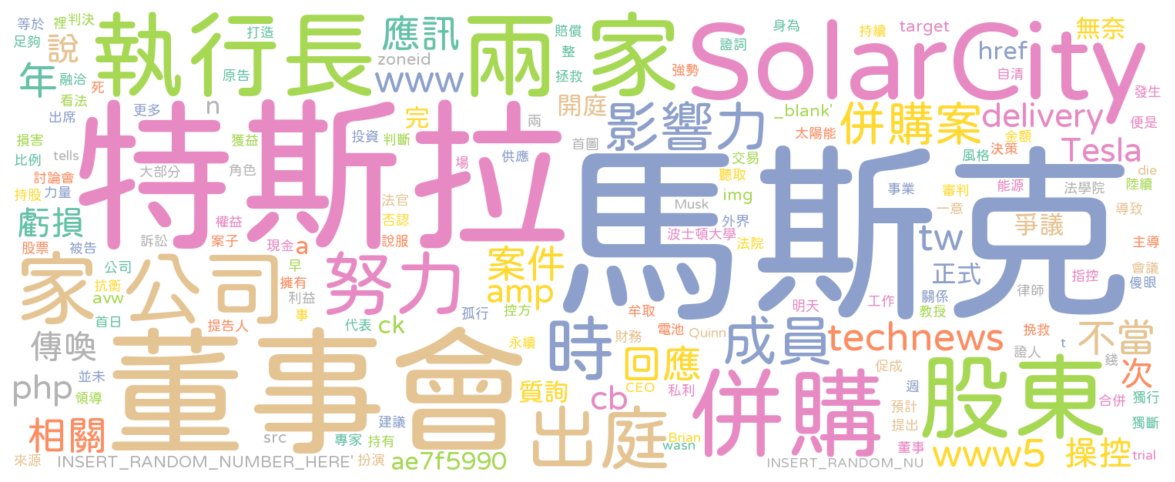 等於 裡 判決 打造 執行長 應訊 兩 家 賠償 證詞 身為 持續 target 無奈
足夠 說 原告 zoneid 整 強勢 SolarCity href 自清
年 融洽 死 www 拯救 發生
看法 更多 n 開庭 影響力 _blank' 併購案 delivery 便是
出席 特斯拉 完 投資 兩 首圖 太陽能 金額
損害 獲益 判斷 交易 風格 決策 Tesla
比例 tells 大部分 角色 場 供應 馬斯克 聽取 die
討論會 持股 力量 法官 Musk img 事業 審判 能源 法學院 陸續
虧損 權益 否認 外界 一意 導致
股票 被告 訴訟 案子 現金 a 說服 波士頓大學 法院 tw 爭議 主導
家 公司 公司 早 擁有 努力 案件 牟取 明天 工作 關係 正式 指控 會議
抗衡 avw 利益 amp 教授 律師 傻眼
首日 提告人 事 代表 ck 孤行 控方 財務 電池 Quinn 時 成員 technews 挽救 t 不當
傳喚 董事會 永續 回應 證人 錢
php 並未 領導 建議 質詢 CEO 私利 併購 促成 週 股東 次 合併 獨行
相關 src 專家 持有 出庭 cb Brian wasn 預計 提出 董事 www5 操控 獨斷
來源 INSERT_RANDOM_NUMBER_HERE' 扮演 ae7f5990 INSERT_RANDOM_NU trial